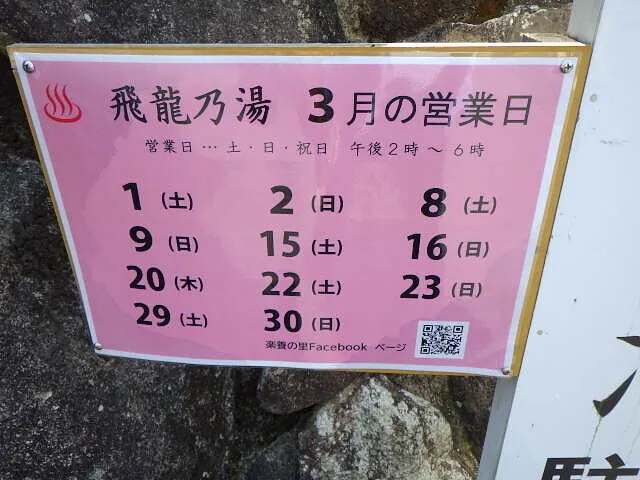 飛龍乃湯 3月の営業日
営業日…土・日・祝日 午後2時～6時
1(土) 2(日) 8(土)
9(日) 15(土) 16(日)
20(木) 22(土) 23(日)
29(土) 30(日)
楽養の里Facebook ページ